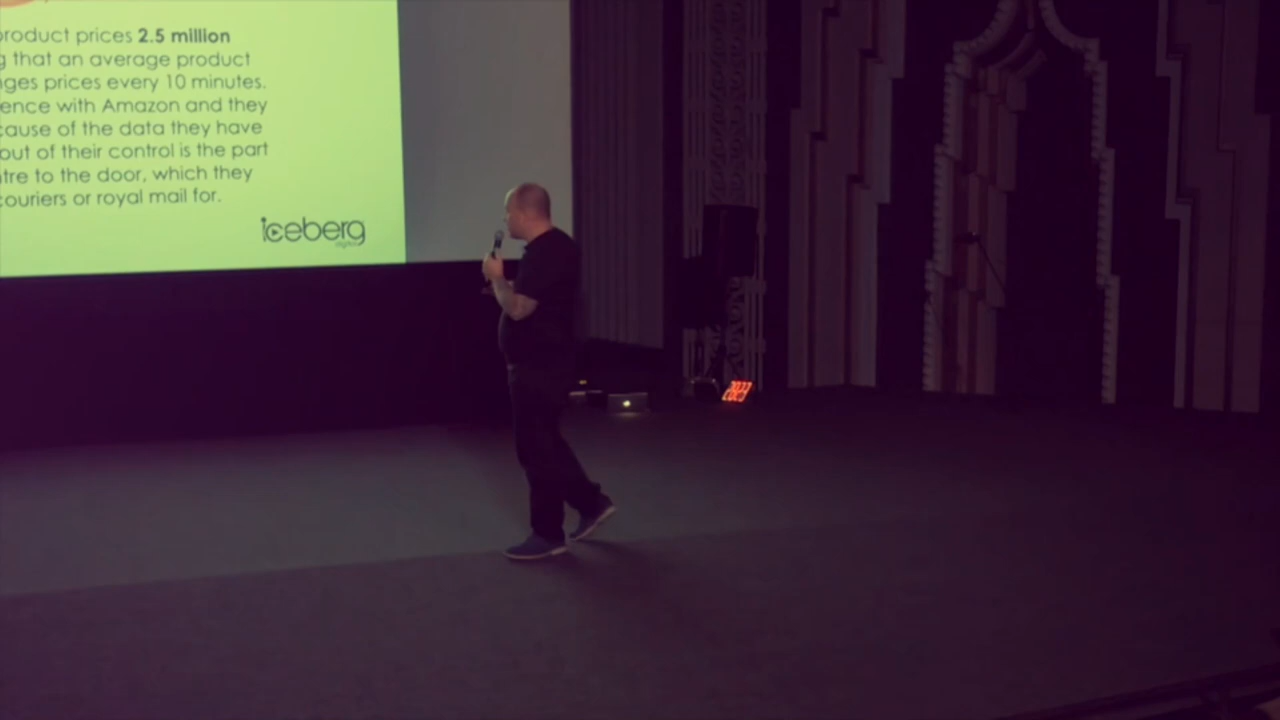 product prices 2.5 million
g that an average product
nges prices every 10 minutes.
ence with Amazon and they
cause of the data they have
out of their control is the part
ntre to the door, which they
couriers or royal mail for.
iceberg